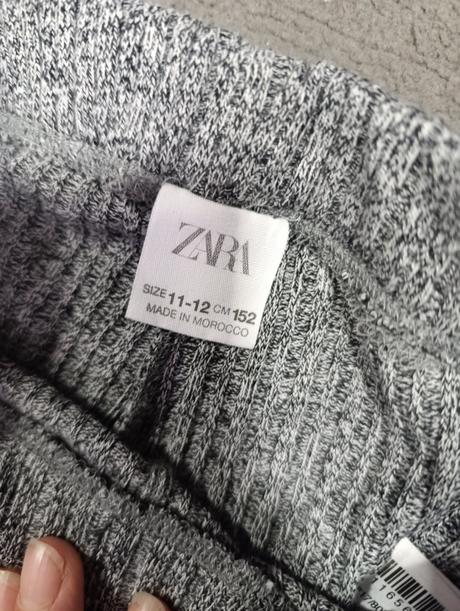 ZARA
SIZE 11-12 CM 152
MADE IN MOROCCO